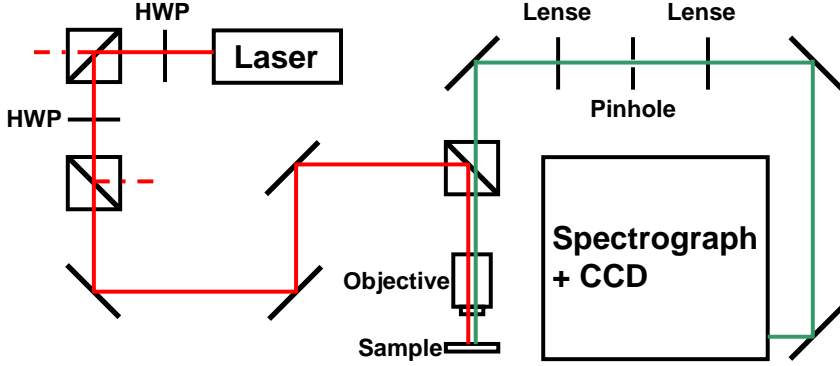 HWP
Laser
Lense
Lense
HWP
Pinhole
Spectrograph
+ CCD
Objective
Sample